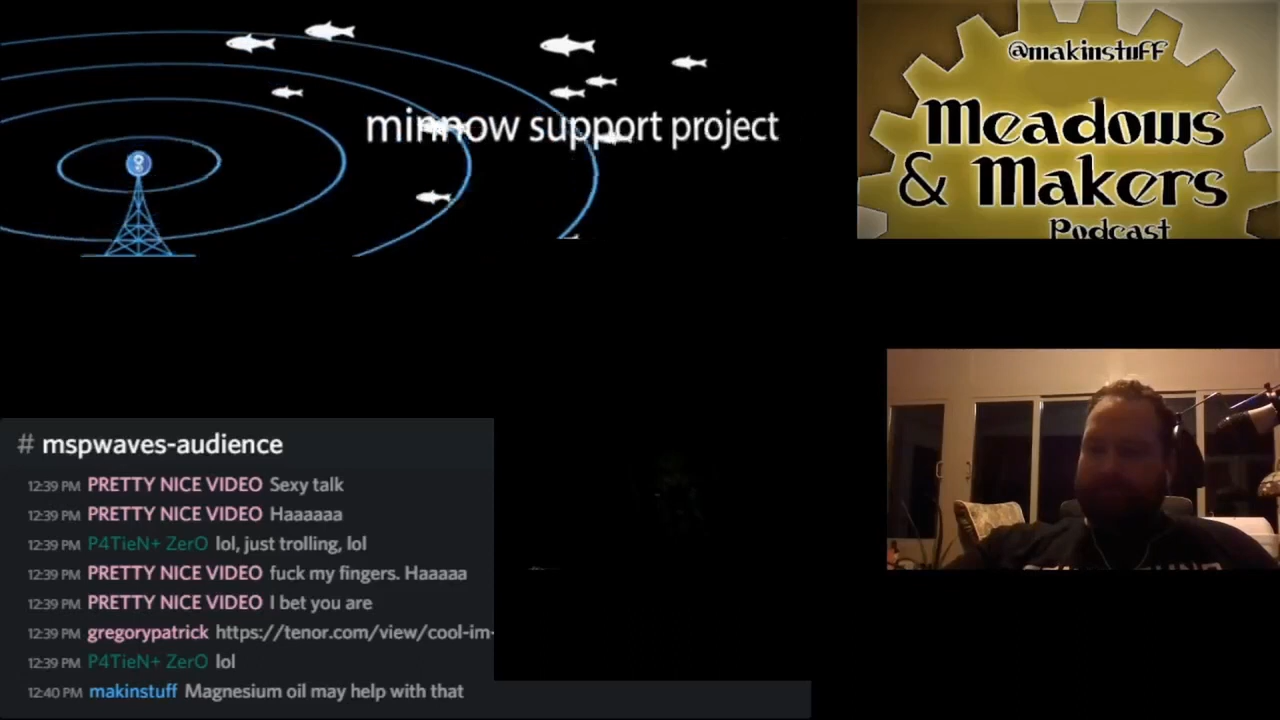 minnow support project
@makinstuff
Meadows
& Makers
Podcast
# mspwaves-audience
12:39 PM PRETTY NICE VIDEO Sexy talk
12:39 PM PRETTY NICE VIDEO Haaaaaa
12:39 PM P4TieN+ ZerO lol, just trolling, lol
12:39 PM PRETTY NICE VIDEO fuck my fingers. Haaaaa
12:39 PM PRETTY NICE VIDEO I bet you are
12:39 PM gregorypatrick https://tenor.com/view/cool-im-
12:39 PM P4TieN+ ZerO lol
12:40 PM makinstuff Magnesium oil may help with that